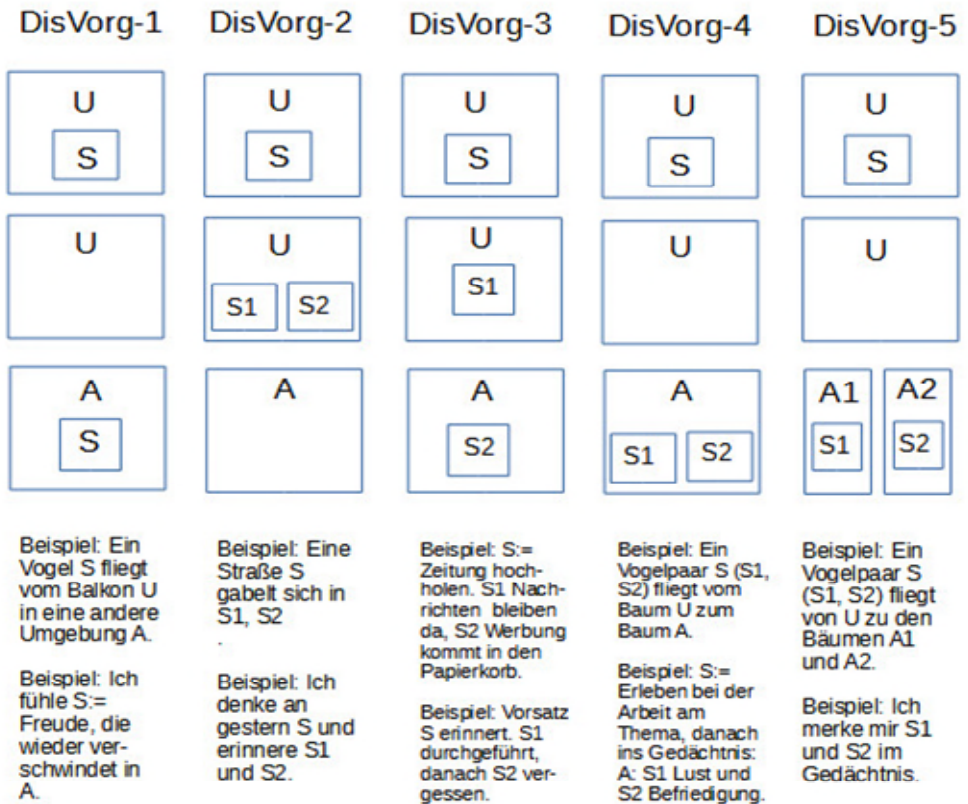 DisVorg-1 DisVorg-2 DisVorg-3 DisVorg-4 DisVorg-5
U U U U U
S S S S S
U U U U U
S1 S2 S1
A A A A A1 A2
S S2 S1 S2 S1 S2
Beispiel: Ein
Vogel S fliegt
vom Balkon U
in eine andere
Umgebung A.
Beispiel: Ich
fühle S:=
Freude, die
wieder ver-
schwindet in
A.
Beispiel: Eine
Straße S
gabelt sich in
S1, S2
.
Beispiel: Ich
denke an
gestern S und
erinnere S1
und S2.
Beispiel: S:=
Zeitung hoch-
holen. S1 Nach-
richten bleiben
da, S2 Werbung
kommt in den
Papierkorb.
Beispiel: Vorsatz
S erinnert. S1
durchgeführt,
danach S2 ver-
gessen.
Beispiel: Ein
Vogelpaar S (S1,
S2) fliegt vom
Baum U zum
Baum A.
Beispiel: S:=
Erleben bei der
Arbeit am
Thema, danach
ins Gedächtnis:
A: S1 Lust und
S2 Befriedigung.
Beispiel: Ein
Vogelpaar S
(S1, S2) fliegt
von U zu den
Bäumen A1
und A2.
Beispiel: Ich
merke mir S1
und S2 im
Gedächtnis.